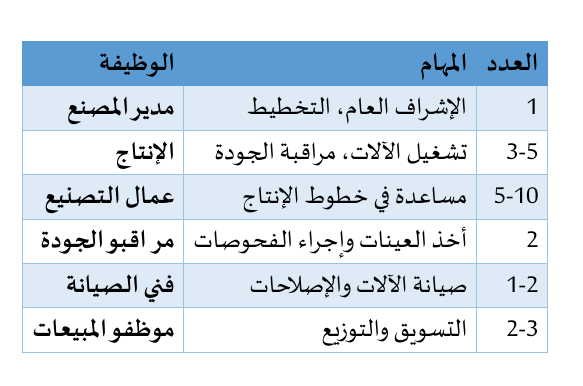 العدد المهام الوظيفة
1 الإشراف العام، التخطيط مدير المصنع
3-5 تشغيل الآلات، مراقبة الجودة الإنتاج
5-10 مساعدة في خطوط الإنتاج عمال التصنيع
2 أخذ العينات وإجراء الفحوصات مراقبو الجودة
1-2 صيانة الآلات والإصلاحات فني الصيانة
2-3 التسويق والتوزيع موظفو المبيعات